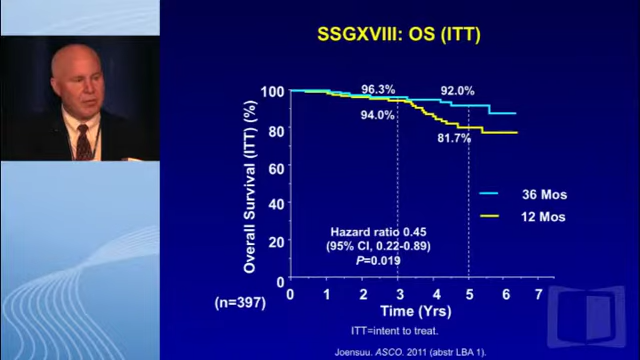 SSGXVIII: OS (ITT)
Overall Survival (ITT) (%)
100
80
60
40
20
0
96.3%
94.0%
92.0%
81.7%
36 Mos
12 Mos
Hazard ratio 0.45
(95% CI, 0.22-0.89)
P=0.019
0 1 2 3 4 5 6 7
(n=397)
Time (Yrs)
ITT=intent to treat.
Joensuu. ASCO. 2011 (abstr LBA 1).